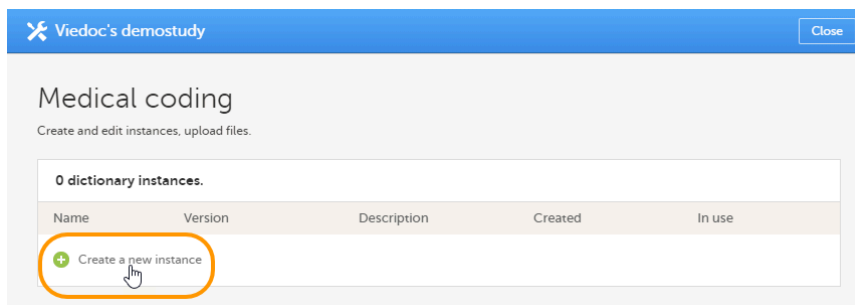 Viedoc's demostudy
Close
Medical coding
Create and edit instances, upload files.
0 dictionary instances.
Name Version Description Created In use
Create a new instance